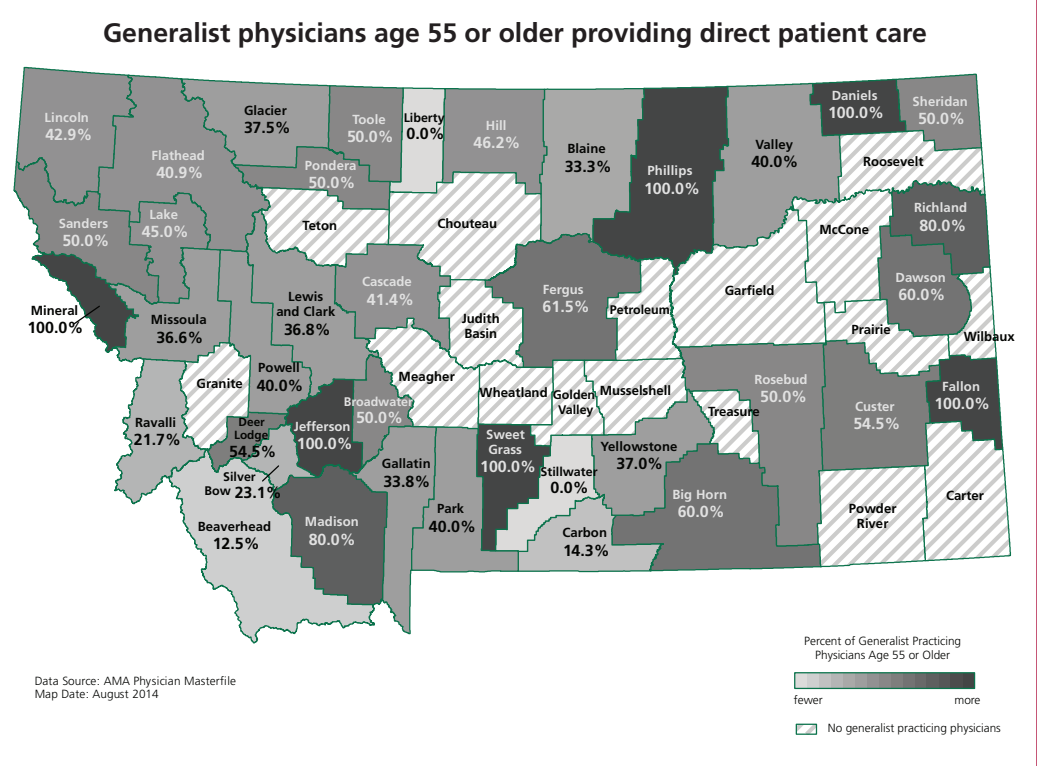 Generalist physicians age 55 or older providing direct patient care
Lincoln
42.9%
Flathead
40.9%
Glacier
37.5%
Toole
50.0%
Liberty
0.0%
Hill
46.2%
Blaine
33.3%
Phillips
100.0%
Valley
40.0%
Daniels
100.0%
Sheridan
50.0%
Roosevelt
Pondera
50.0%
Teton
Chouteau
Sanders
50.0%
Lake
45.0%
McCone
Richland
80.0%
Mineral
100.0%
Missoula
36.6%
Lewis
and Clark
36.8%
Cascade
41.4%
Judith
Basin
Fergus
61.5%
Petroleum
Garfield
Dawson
60.0%
Prairie
Wilbaux
Granite
Powell
40.0%
Meagher
Wheatland
Golden
Valley
Musselshell
Treasure
Rosebud
50.0%
Custer
54.5%
Fallon
100.0%
Ravalli
21.7%
Deer
Lodge
54.5%
Jefferson
100.0%
Broadwater
50.0%
Sweet
Grass
100.0%
Stillwater
0.0%
Yellowstone
37.0%
Silver
Bow 23.1%
Gallatin
33.8%
Park
40.0%
Big Horn
60.0%
Powder
River
Carter
Beaverhead
12.5%
Madison
80.0%
Carbon
14.3%
Percent of Generalist Practicing
Physicians Age 55 or Older
fewer
more
No generalist practicing physicians
Data Source: AMA Physician Masterfile
Map Date: August 2014